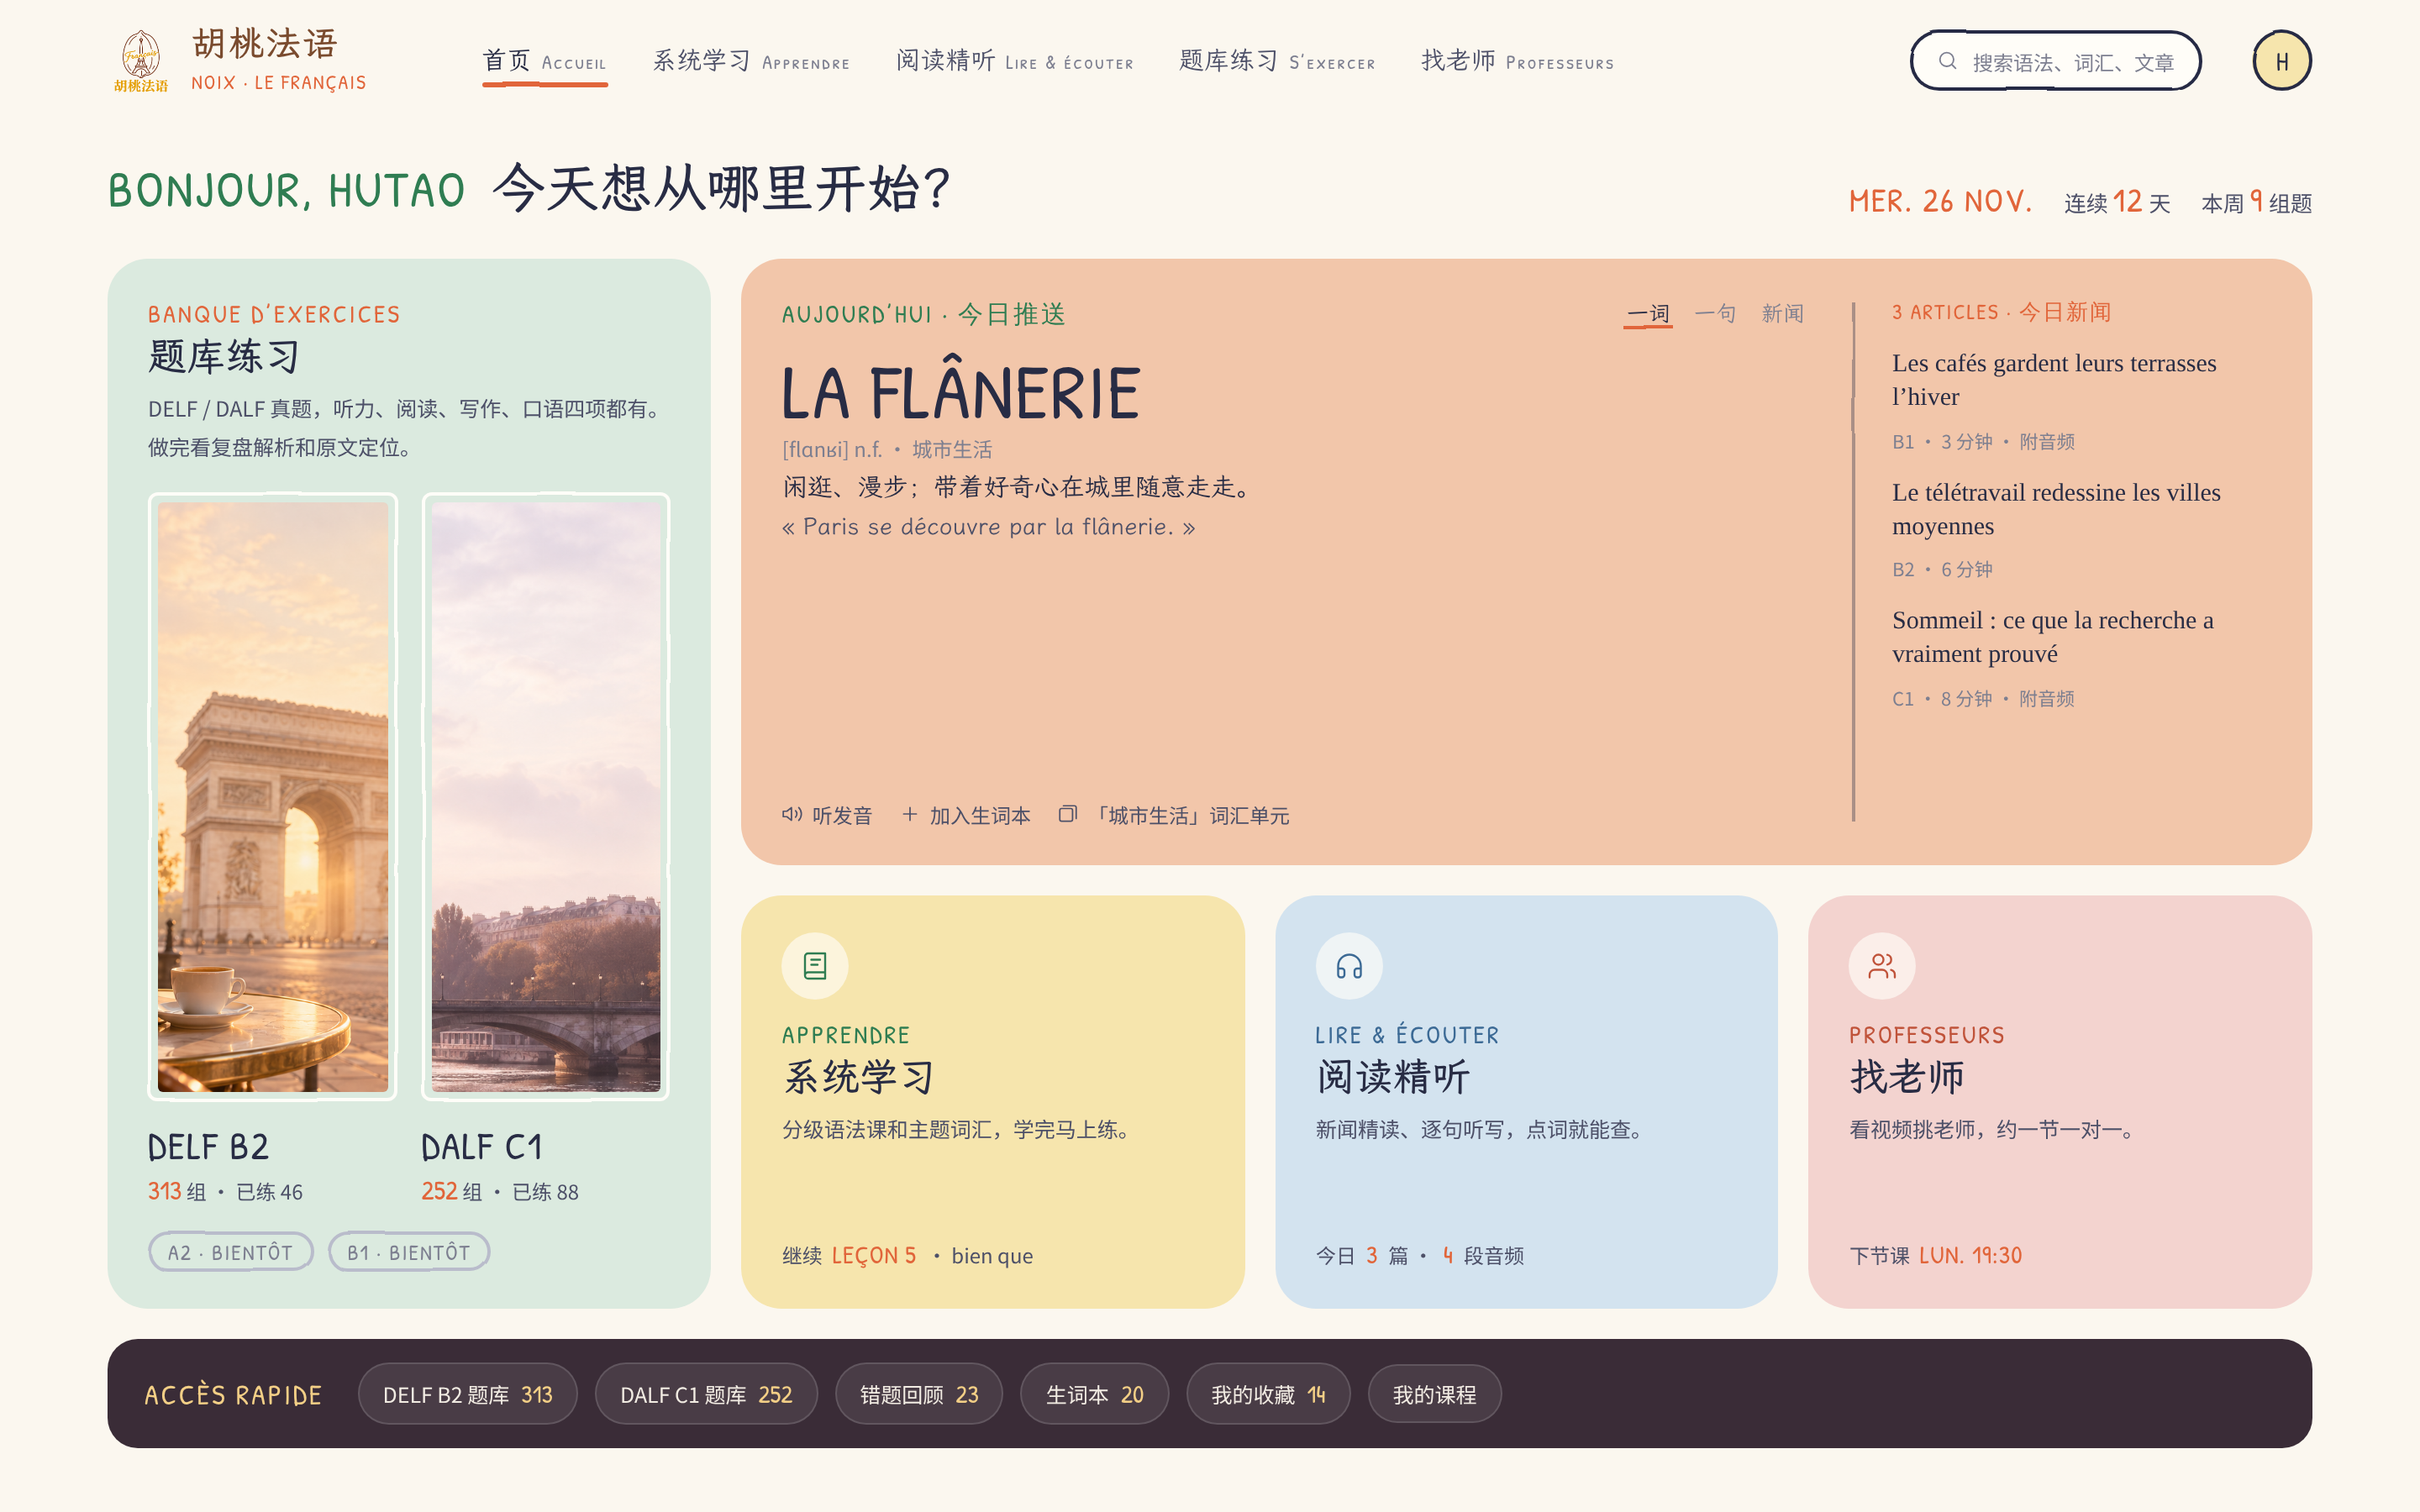 Français
胡桃法语
胡桃法语
NOIX · LE FRANÇAIS
首页 ACCUEIL
系统学习 APPRENDRE
阅读精听 LIRE & ÉCOUTER
题库练习 S'EXERCER
找老师 PROFESSEURS
搜索语法、词汇、文章
H
BONJOUR, HUTAO 今天想从哪里开始?
MER. 26 NOV. 连续 12 天 本周 9 组题
BANQUE D'EXERCICES
题库练习
DELF / DALF 真题，听力、阅读、写作、口语四项都有。
做完看复盘解析和原文定位。
DELF B2
313 组 • 已练 46
DALF C1
252 组 • 已练 88
A2 · BIENTÔT
B1 · BIENTÔT
AUJOURD'HUI · 今日推送
一词 一句 新闻
LA FLÂNERIE
[flanʁi] n.f. • 城市生活
闲逛、漫步；带着好奇心在城里随意走走。
« Paris se découvre par la flânerie. »
听发音
加入生词本
「城市生活」词汇单元
3 ARTICLES · 今日新闻
Les cafés gardent leurs terrasses
l’hiver
B1 • 3 分钟 • 附音频
Le télétravail redessine les villes
moyennes
B2 • 6 分钟
Sommeil : ce que la recherche a
vraiment prouvé
C1 • 8 分钟 • 附音频
APPRENDRE
系统学习
分级语法课和主题词汇，学完马上练。
继续 LEÇON 5 • bien que
LIRE & ÉCOUTER
阅读精听
新闻精读、逐句听写，点词就能查。
今日 3 篇 • 4 段音频
PROFESSEURS
找老师
看视频挑老师，约一节一对一。
下节课 LUN. 19:30
ACCÈS RAPIDE
DELF B2 题库 313
DALF C1 题库 252
错题回顾 23
生词本 20
我的收藏 14
我的课程